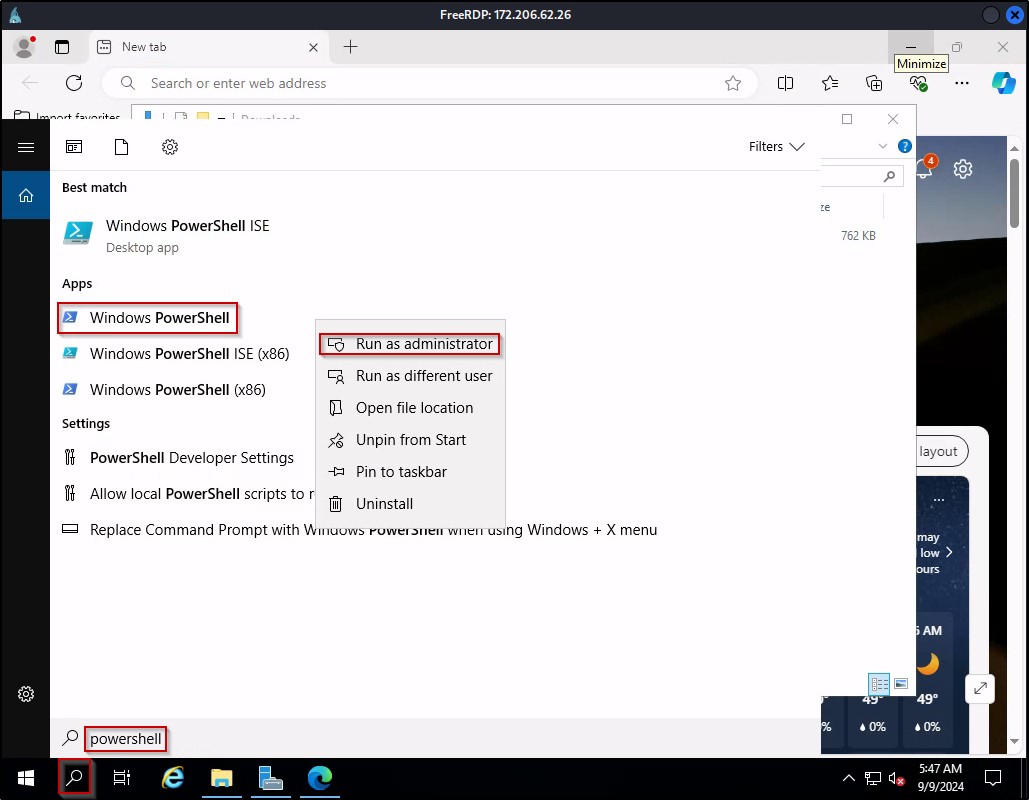 FreeRDP: 172.206.62.26
New tab
Minimize
Search or enter web address
Import favorites
Downloads
Filters
?
4
Best match
Windows PowerShell ISE
Desktop app
ze
762 KB
Apps
Windows PowerShell
Windows PowerShell ISE (x86)
Windows PowerShell (x86)
Run as administrator
Run as different user
Open file location
Unpin from Start
Pin to taskbar
Uninstall
Settings
PowerShell Developer Settings
Allow local PowerShell scripts to r
Replace Command Prompt with Windows PowerShell when using Windows + X menu
layout
...
may
low
ours
AM
49° 49°
% 0% 0%
powershell
5:47 AM
9/9/2024